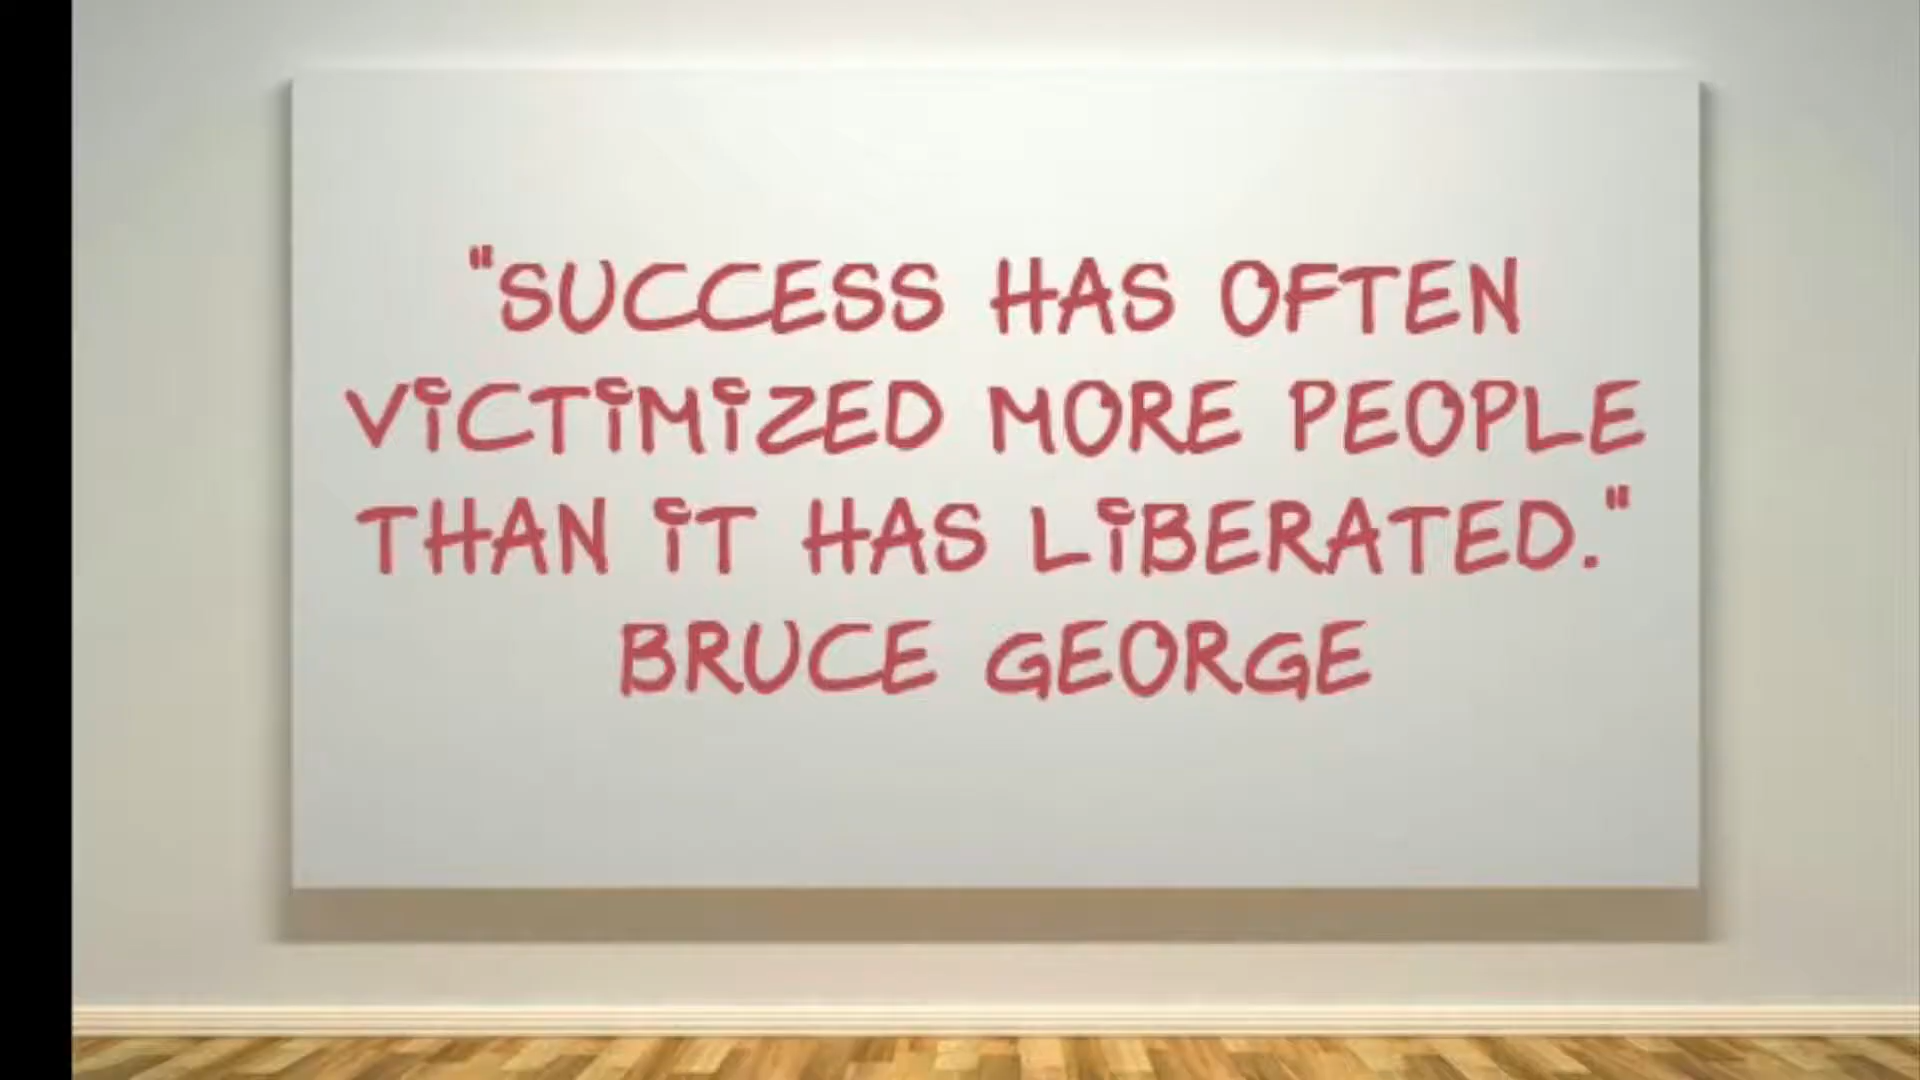 "SUCCESS HAS OFTEN
VICTIMIZED MORE PEOPLE
THAN IT HAS LIBERATED."
BRUCE GEORGE